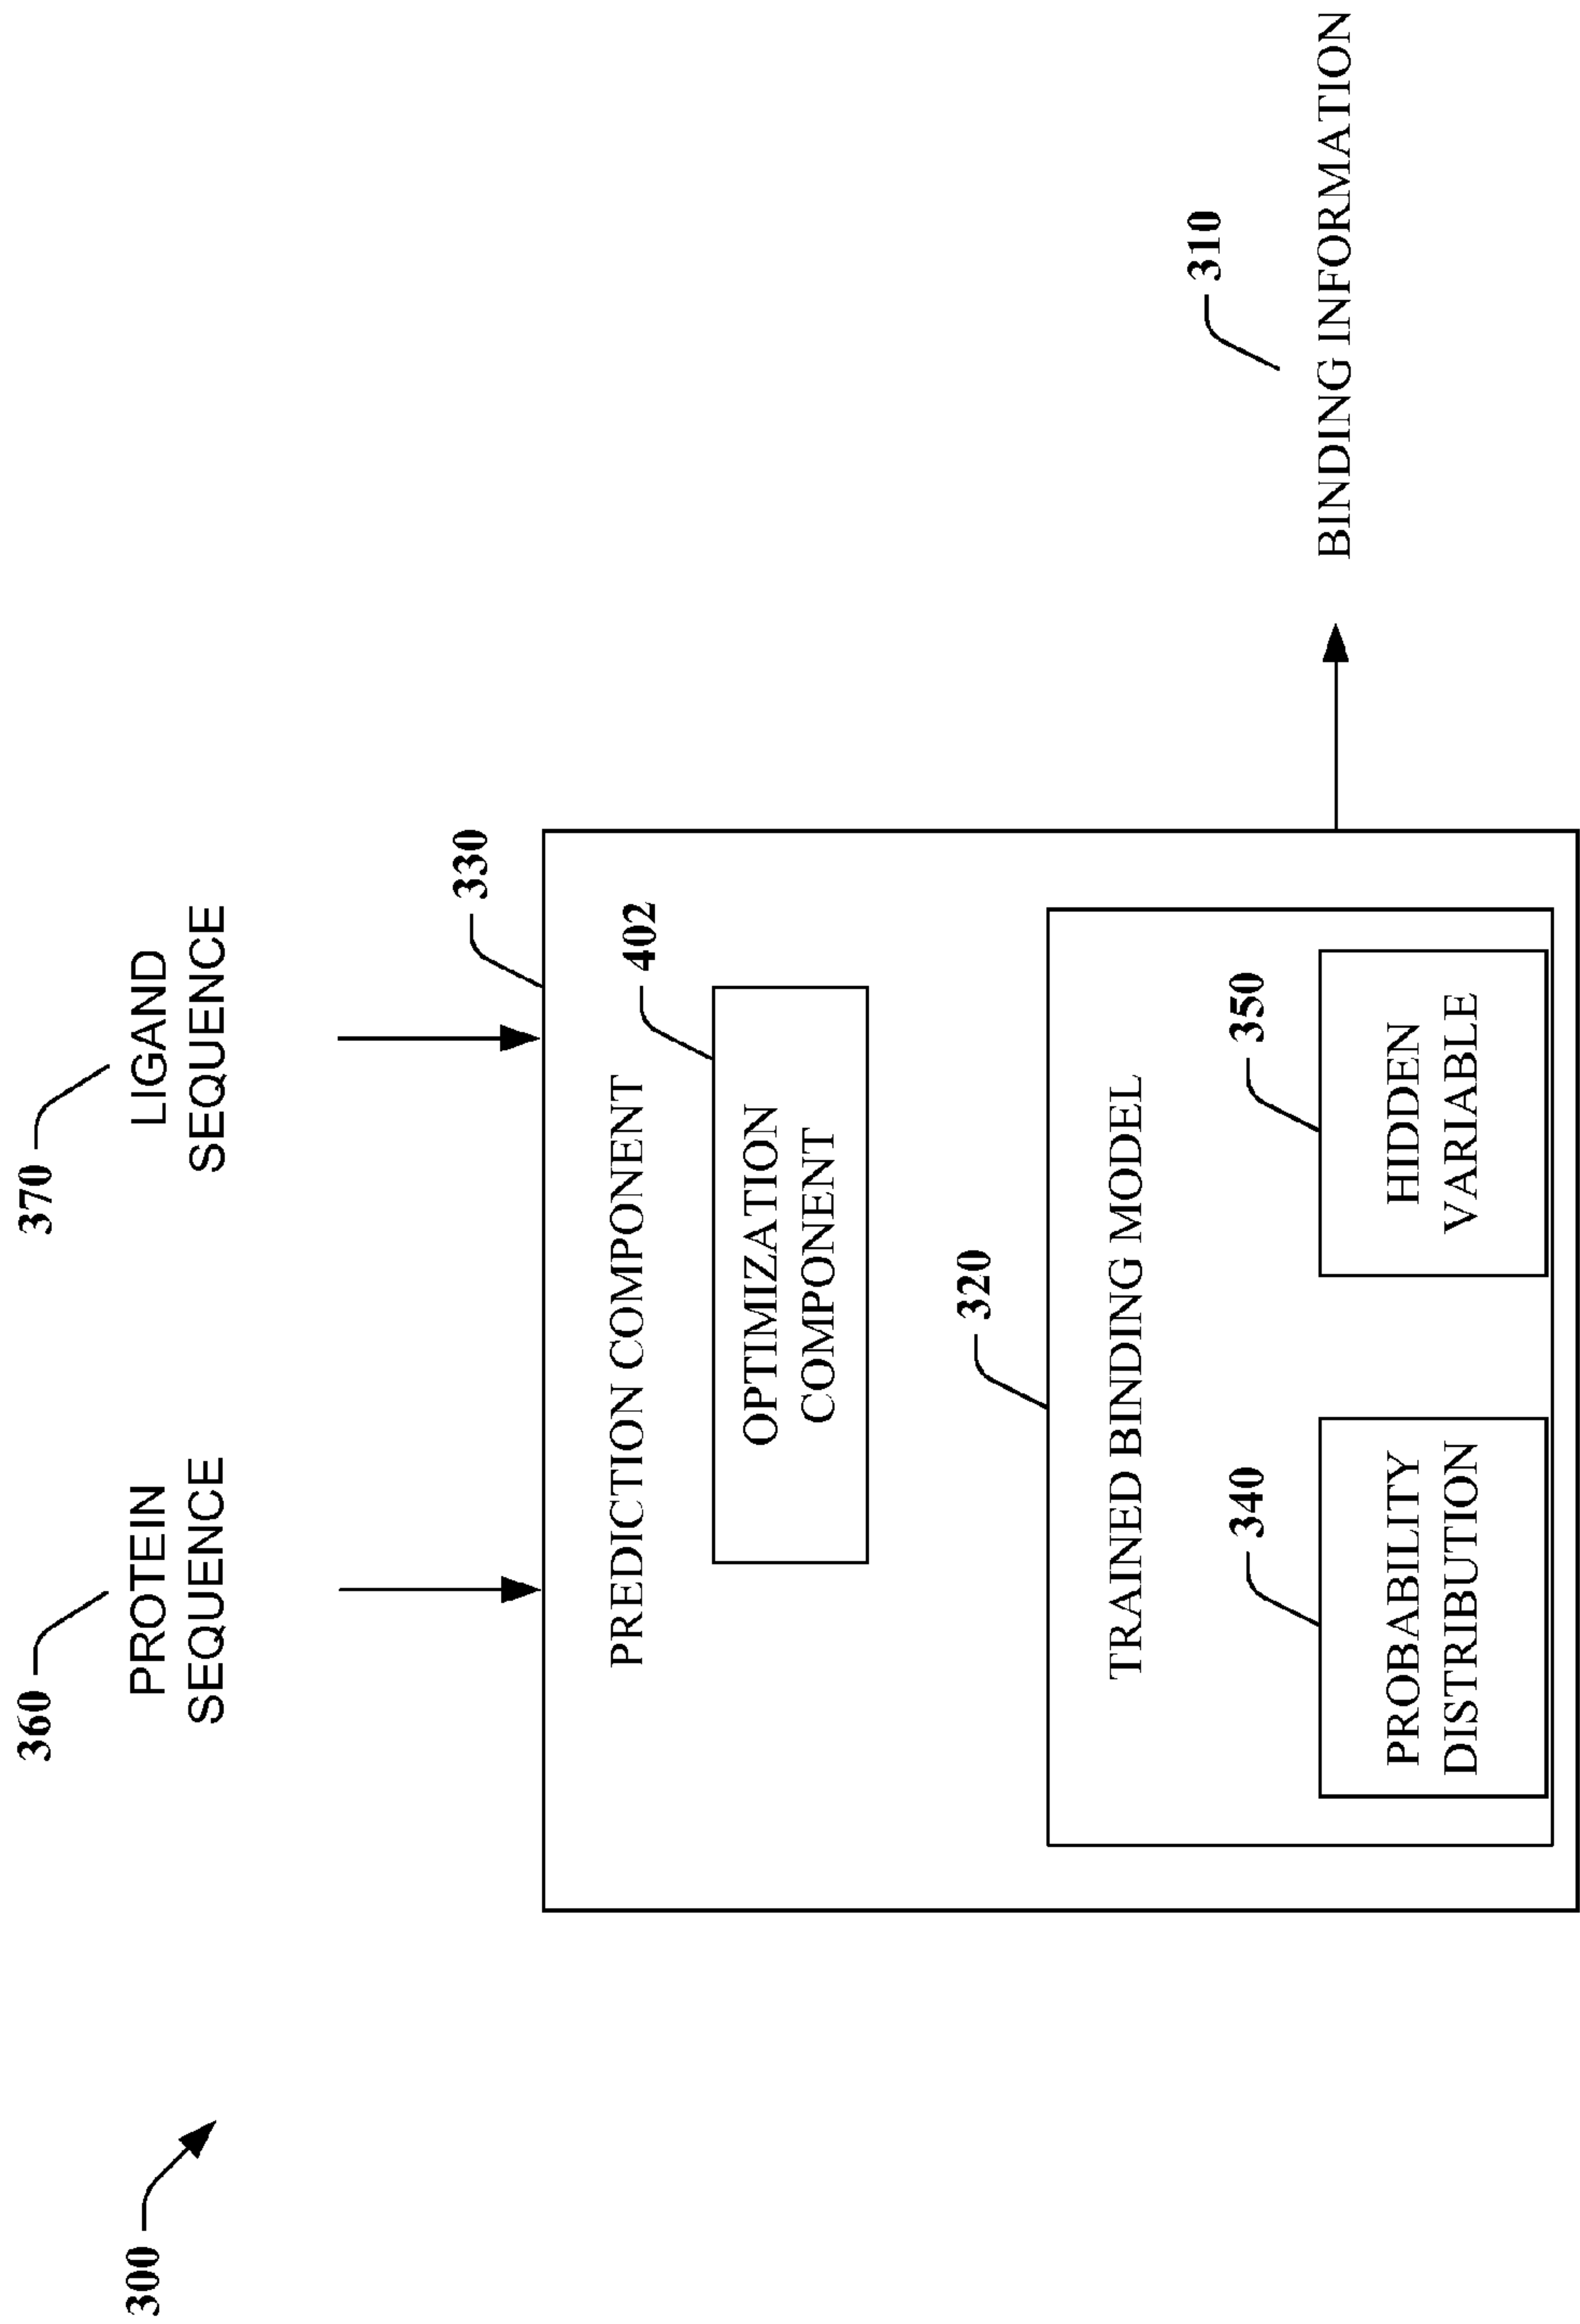 300
360
PROTEIN
SEQUENCE
370
LIGAND
SEQUENCE
330
PREDICTION COMPONENT
402
OPTIMIZATION
COMPONENT
320
TRAINED BINDING MODEL
340
PROBABILITY
DISTRIBUTION
350
HIDDEN
VARIABLE
310
BINDING INFORMATION